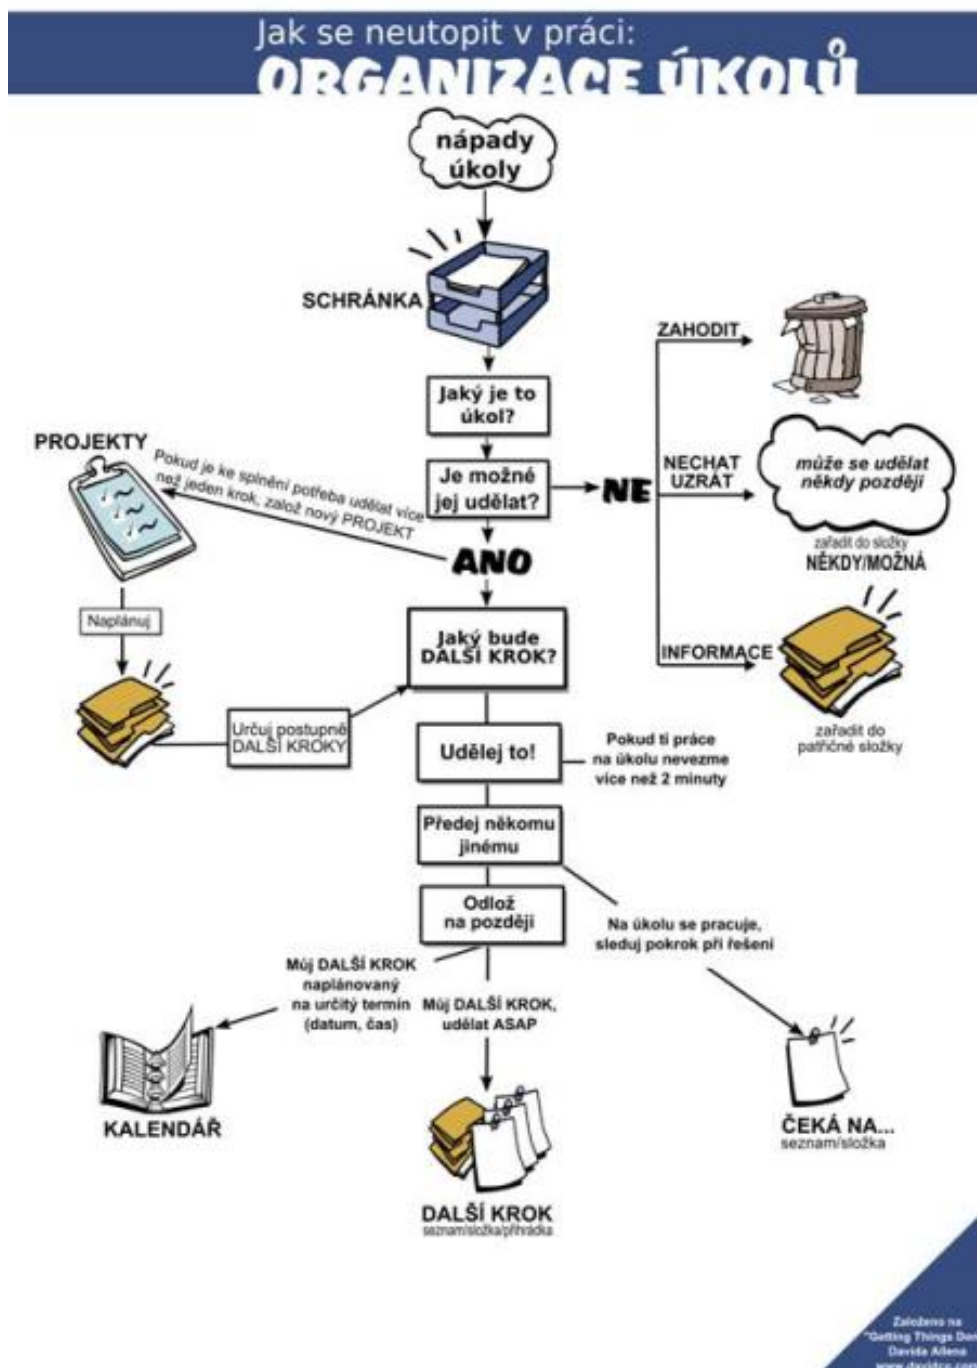 Jak se neutopit v práci:
ORGANIZACE ÚKOLŮ
nápady
úkoly
SCHRÁNKA
Jaký je to
úkol?
Je možné
jej udělat?
NE
ZAHODIT
NECHAT
UZRÁT
může se udělat
někdy později
zařadit do složky
NĚKDY/MOŽNÁ
INFORMACE
zařadit do
patřičné složky
PROJEKTY
Pokud je ke splnění potřeba udělat více
než jeden krok, založ nový PROJEKT
ANO
Naplánuj
Určuj postupně
DALŠÍ KROKY
Jaký bude
DALŠÍ KROK?
Udělej to!
Pokud ti práce
na úkolu nevezme
více než 2 minuty
Předej někomu
jinému
Odlož
na později
Na úkolu se pracuje,
sleduj pokrok při řešení
Můj DALŠÍ KROK
naplánovaný
na určitý termín
(datum, čas)
Můj DALŠÍ KROK,
udělat ASAP
KALENDÁŘ
DALŠÍ KROK
seznam/složka/přihrádka
ČEKÁ NA...
seznam/složka
Založeno na
"Getting Things Don
Davida Allena
www.davidco.com